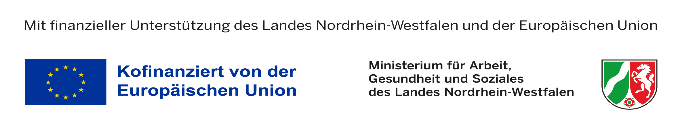 Mit finanzieller Unterstützung des Landes Nordrhein-Westfalen und der Europäischen Union
Kofinanziert von der
Europäischen Union
Ministerium für Arbeit,
Gesundheit und Soziales
des Landes Nordrhein-Westfalen